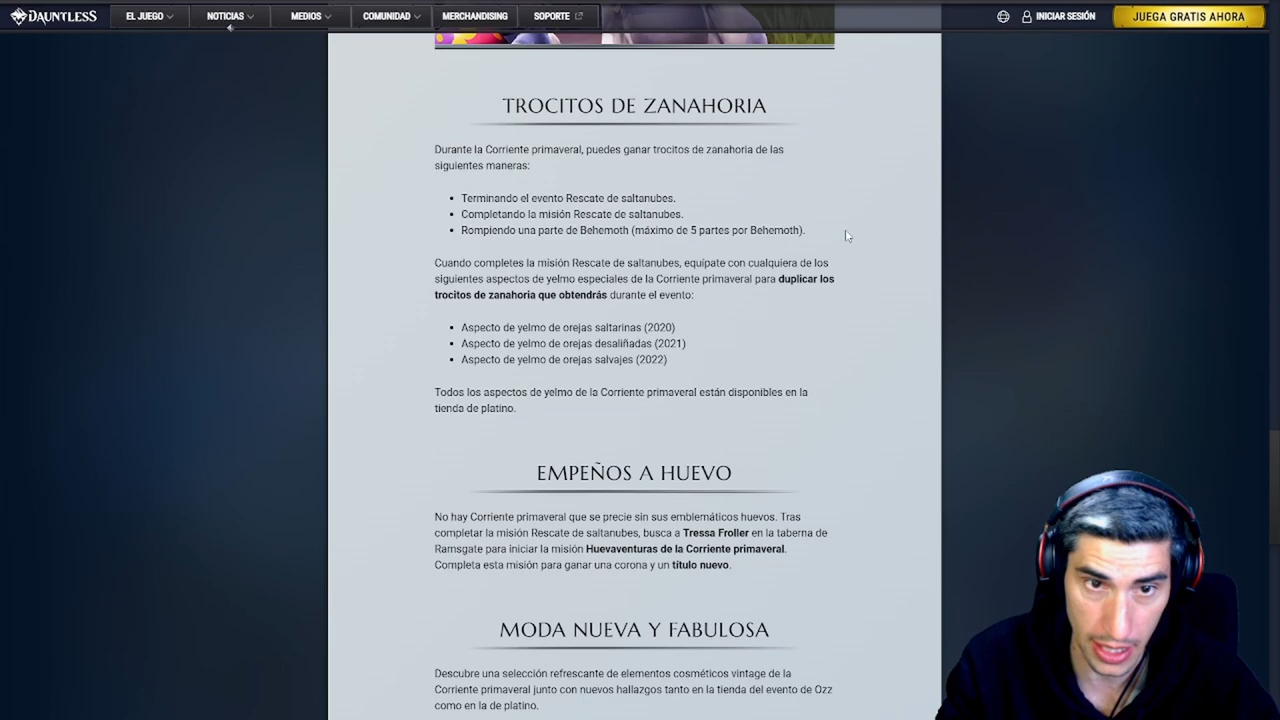 DAUNTLESS EL JUEGO NOTICIAS MEDIOS COMUNIDAD MERCHANDISING SOPORTE INICIAR SESIÓN JUEGA GRATIS AHORA
TROCITOS DE ZANAHORIA
Durante la Corriente primaveral, puedes ganar trocitos de zanahoria de las
siguientes maneras:
• Terminando el evento Rescate de saltanubes.
• Completando la misión Rescate de saltanubes.
• Rompiendo una parte de Behemoth (máximo de 5 partes por Behemoth).
Cuando completes la misión Rescate de saltanubes, equípate con cualquiera de los
siguientes aspectos de yelmo especiales de la Corriente primaveral para duplicar los
trocitos de zanahoria que obtendrás durante el evento:
• Aspecto de yelmo de orejas saltarinas (2020)
• Aspecto de yelmo de orejas desaliñadas (2021)
• Aspecto de yelmo de orejas salvajes (2022)
Todos los aspectos de yelmo de la Corriente primaveral están disponibles en la
tienda de platino.
EMPEÑOS A HUEVO
No hay Corriente primaveral que se precie sin sus emblemáticos huevos. Tras
completar la misión Rescate de saltanubes, busca a Tressa Froller en la taberna de
Ramsgate para iniciar la misión Huevaventuras de la Corriente primaveral.
Completa esta misión para ganar una corona y un título nuevo.
MODA NUEVA Y FABULOSA
Descubre una selección refrescante de elementos cosméticos vintage de la
Corriente primaveral junto con nuevos hallazgos tanto en la tienda del evento de Ozz
como en la de platino.